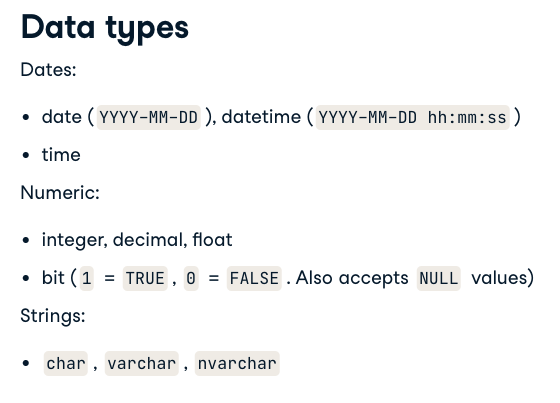 Data types
Dates:
• date (YYYY-MM-DD), datetime (YYYY-MM-DD hh:mm:ss)
• time
Numeric:
• integer, decimal, float
• bit (1 = TRUE, 0 = FALSE. Also accepts NULL values)
Strings:
• char, varchar, nvarchar